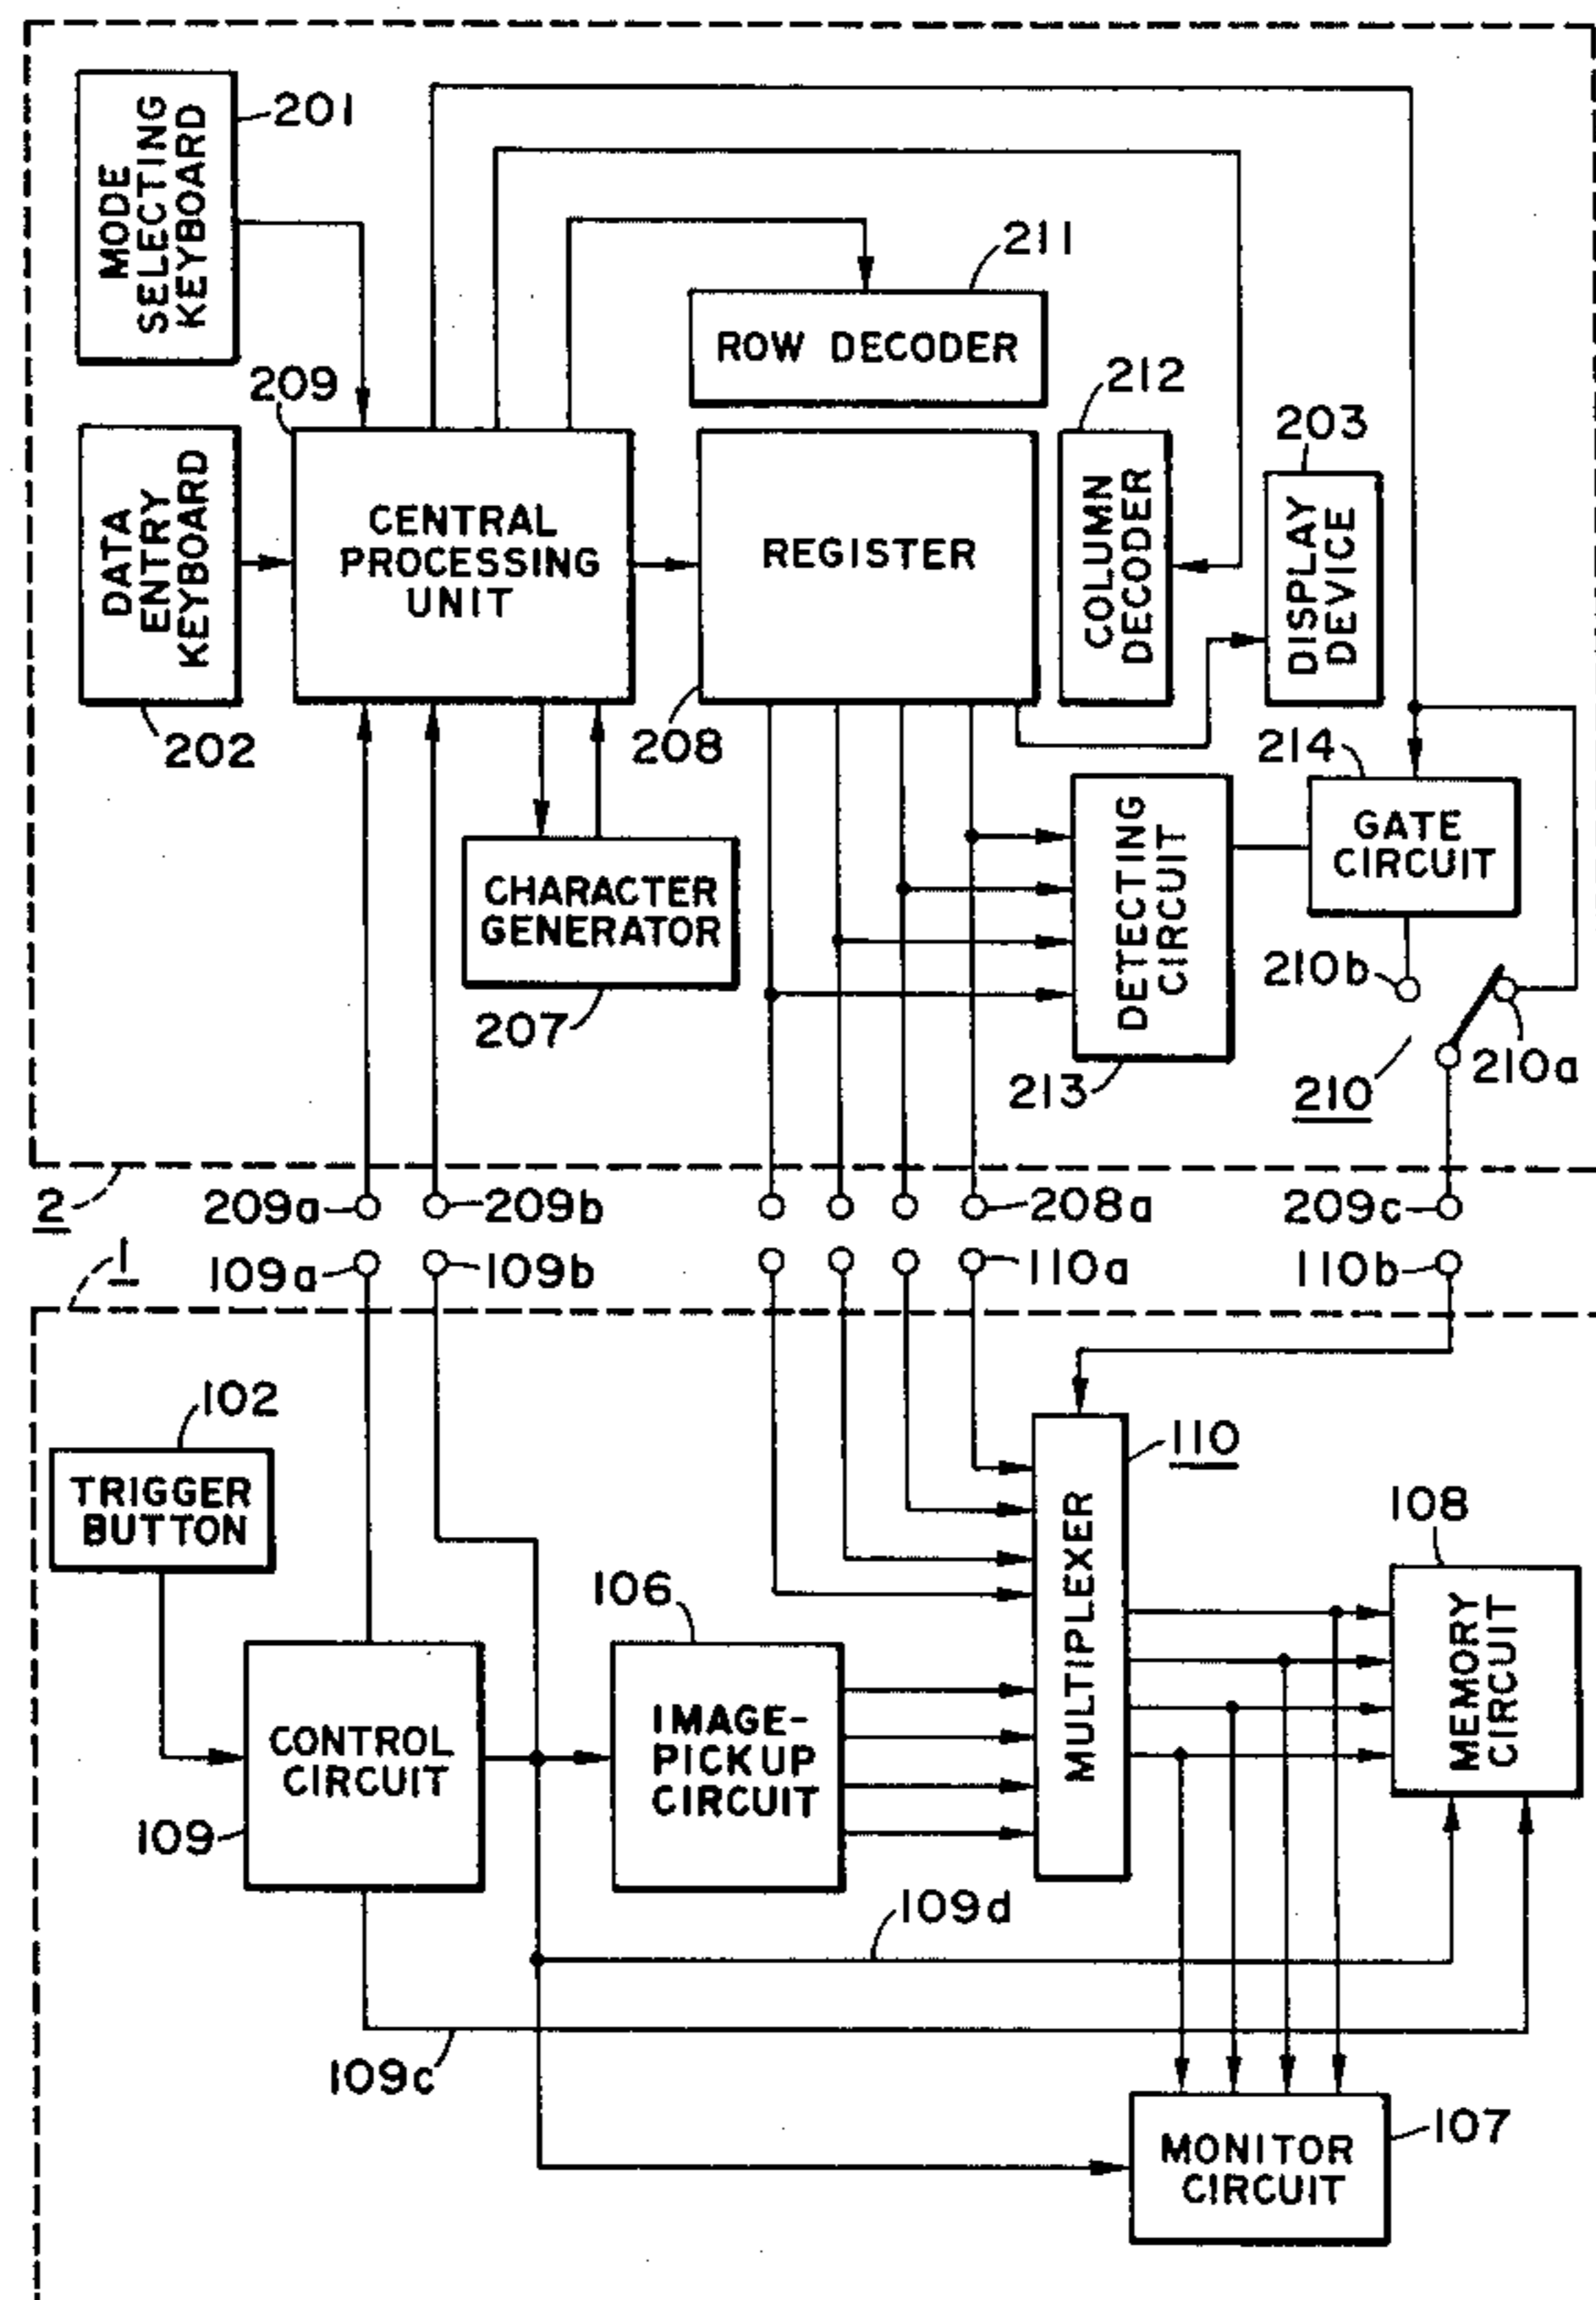 201
MODE
SELECTING
KEYBOARD
211
ROW DECODER
209
212
203
DATA
ENTRY
KEYBOARD
CENTRAL
PROCESSING
UNIT
REGISTER
COLUMN
DECODER
DISPLAY
DEVICE
202
208
214
CHARACTER
GENERATOR
DETECTING
CIRCUIT
GATE
CIRCUIT
207
210b
213
210
210a
2
209a
209b
208a
209c
1
109a
109b
110a
110b
102
TRIGGER
BUTTON
110
108
106
MULTIPLEXER
MEMORY
CIRCUIT
CONTROL
CIRCUIT
IMAGE-
PICKUP
CIRCUIT
109
109d
109c
107
MONITOR
CIRCUIT